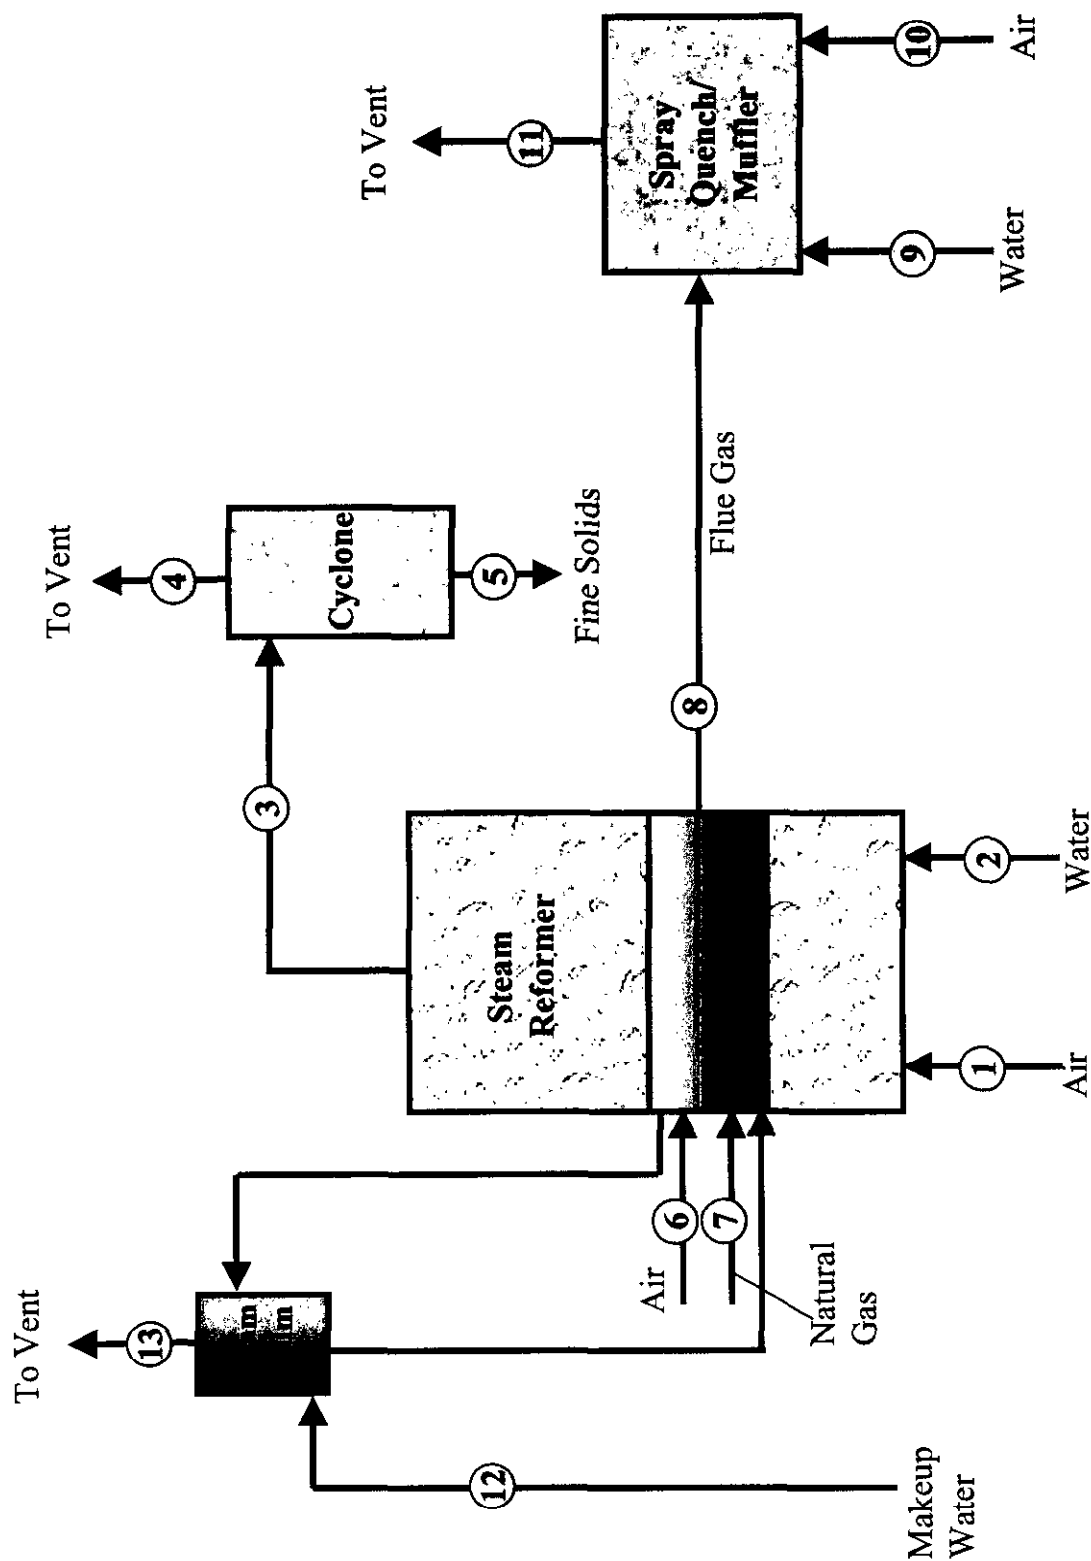 To Vent
13
12
Makeup
Water
Air
6
7
Natural
Gas
Steam
Reformer
1
Air
2
Water
3
To Vent
4
Cyclone
5
Fine Solids
8
Flue Gas
To Vent
11
Spray
Quench/
Muffler
9
Water
10
Air